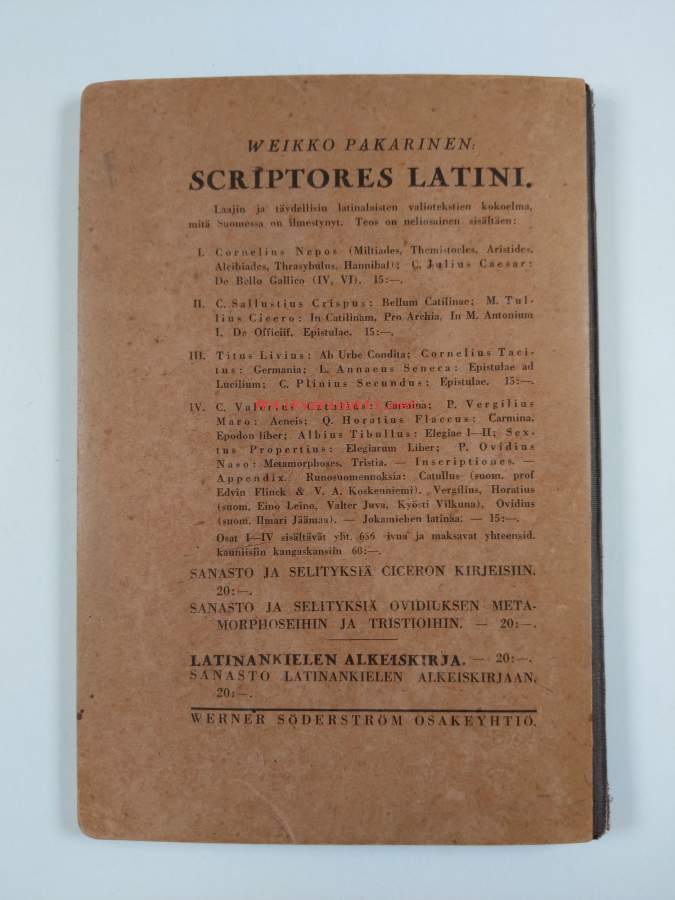 WEIKKO PAKARINEN:
SCRIPTORES LATINI.
Laajin ja täydellisin latinalaisten valiotekstien kokoelma,
mitä Suomessa on ilmestynyt. Teos on neliosainen sisältäen:
I. Cornelius Nepos (Miltiades, Themistocles, Aristides,
Alcibiades, Thrasybulus, Hannibal); C. Julius Caesar:
De Bello Gallico (IV, VI). 15:—.
II. C. Sallustius Crispus: Bellum Catilinae; M. Tul-
lius Cicero: In Catilinam, Pro Archia, In M. Antonium
I. De Officiif, Epistulae. 15:—.
III. Titus Livius: Ab Urbe Condita; Cornelius Taci-
tus: Germania; L. Annaeus Seneca: Epistulae ad
Lucilium; C. Plinius Secundus: Epistulae. 15:—.
IV. C. Valerius Catullus: Carmina; P. Vergilius
Maro: Aeneis; Q. Horatius Flaccus: Carmina,
Epodon liber; Albius Tibullus: Elegiae I—II; Sex-
tus Propertius: Elegiarum Liber; P. Ovidius
Naso: Metamorphoses, Tristia. — Inscriptiones. —
Appendix. Runosuomennoksia: Catullus (suom. prof
Edvin Flinck & V. A. Koskenniemi), Vergilius, Horatius
(suom. Eino Leino, Valter Juva, Kyösti Vilkuna), Ovidius
(suom. Ilmari Jäämaa). — Jokamiehen latinaa. — 15:—.
Osat I—IV sisältävät yht. 656 sivua ja maksavat yhteensid.
kauniisiin kangaskansiin 60:—.
SANASTO JA SELITYKSIÄ CICERON KIRJEISIIN.
20:—.
SANASTO JA SELITYKSIÄ OVIDIUKSEN META-
MORPHOSEIHIN JA TRISTIOIHIN. — 20:—.
LATINANKIELEN ALKEISKIRJA. — 20:—.
SANASTO LATINANKIELEN ALKEISKIRJAAN.
20:—.
WERNER SÖDERSTRÖM OSAKEYHTIÖ.